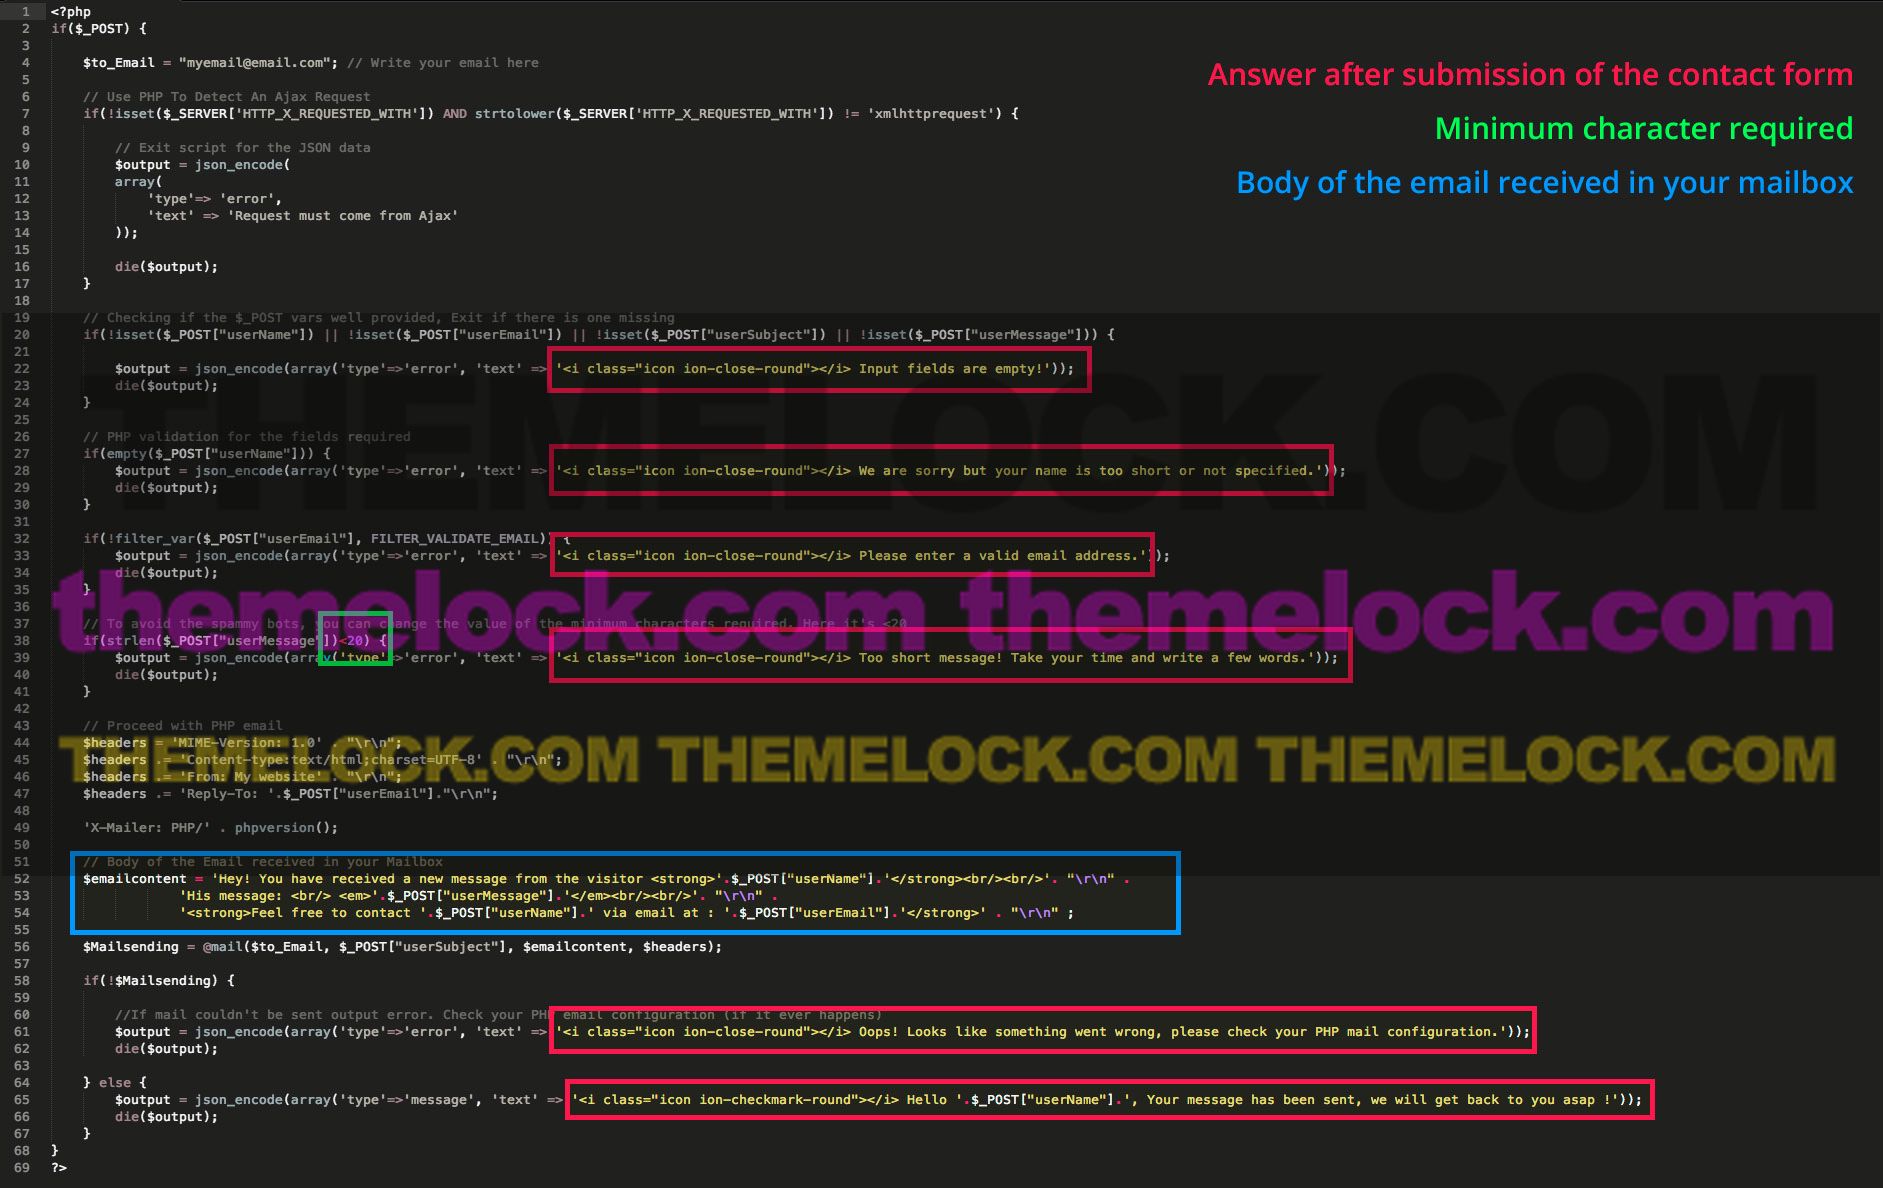 1 <?php
2 if($_POST) {
3
4 $to_Email = "myemail@email.com"; // Write your email here
5
6 // Use PHP To Detect An Ajax Request
7 if(!isset($_SERVER['HTTP_X_REQUESTED_WITH']) AND strtolower($_SERVER['HTTP_X_REQUESTED_WITH']) != 'xmlhttprequest') {
8
9 // Exit script for the JSON data
10 $output = json_encode(
11 array(
12 'type'=> 'error',
13 'text' => 'Request must come from Ajax'
14 ));
15
16 die($output);
17 }
18
Answer after submission of the contact form
Minimum character required
Body of the email received in your mailbox
19 // Checking if the $_POST vars well provided, Exit if there is one missing
20 if(!isset($_POST["userName"]) || !isset($_POST["userEmail"]) || !isset($_POST["userSubject"]) || !isset($_POST["userMessage"])) {
21
22 $output = json_encode(array('type'=>'error', 'text' => '<i class="icon ion-close-round"></i> Input fields are empty!'));
23 die($output);
24 }
25
THEMELOCK.COM
26 // PHP validation for the fields required
27 if(empty($_POST["userName"])) {
28 $output = json_encode(array('type'=>'error', 'text' => '<i class="icon ion-close-round"></i> We are sorry but your name is too short or not specified.'));
29 die($output);
30 }
31
32 if(!filter_var($_POST["userEmail"], FILTER_VALIDATE_EMAIL)) {
33 $output = json_encode(array('type'=>'error', 'text' => '<i class="icon ion-close-round"></i> Please enter a valid email address.'));
34 die($output);
35 }
36
themelock.com themelock.com
37 // To avoid the spammy bots, you can change the value of the minimum characters required. Here it's <20
38 if(strlen($_POST["userMessage"])<20) {
39 $output = json_encode(array('type'=>'error', 'text' => '<i class="icon ion-close-round"></i> Too short message! Take your time and write a few words.'));
40 die($output);
41 }
42
43 // Proceed with PHP email
44 $headers = 'MIME-Version: 1.0' . "\r\n";
45 $headers .= 'Content-type:text/html;charset=UTF-8' . "\r\n";
46 $headers .= 'From: My website' . "\r\n";
47 $headers .= 'Reply-To: '.$_POST["userEmail"]."\r\n";
THEMELOCK.COM THEMELOCK.COM THEMELOCK.COM
48
49 'X-Mailer: PHP/' . phpversion();
50
51 // Body of the Email received in your Mailbox
52 $emailcontent = 'Hey! You have received a new message from the visitor <strong>'.$_POST["userName"].'</strong><br/><br/>'. "\r\n" .
53 'His message: <br/> <em>'.$_POST["userMessage"].'</em><br/><br/>'. "\r\n" .
54 '<strong>Feel free to contact '.$_POST["userName"].' via email at : '.$_POST["userEmail"].'</strong>' . "\r\n" ;
55
56 $Mailsending = @mail($to_Email, $_POST["userSubject"], $emailcontent, $headers);
57
58 if(!$Mailsending) {
59
60 //If mail couldn't be sent output error. Check your PHP email configuration (if it ever happens)
61 $output = json_encode(array('type'=>'error', 'text' => '<i class="icon ion-close-round"></i> Oops! Looks like something went wrong, please check your PHP mail configuration.'));
62 die($output);
63
64 } else {
65 $output = json_encode(array('type'=>'message', 'text' => '<i class="icon ion-checkmark-round"></i> Hello '.$_POST["userName"].', Your message has been sent, we will get back to you asap !'));
66 die($output);
67 }
68 }
69 ?>